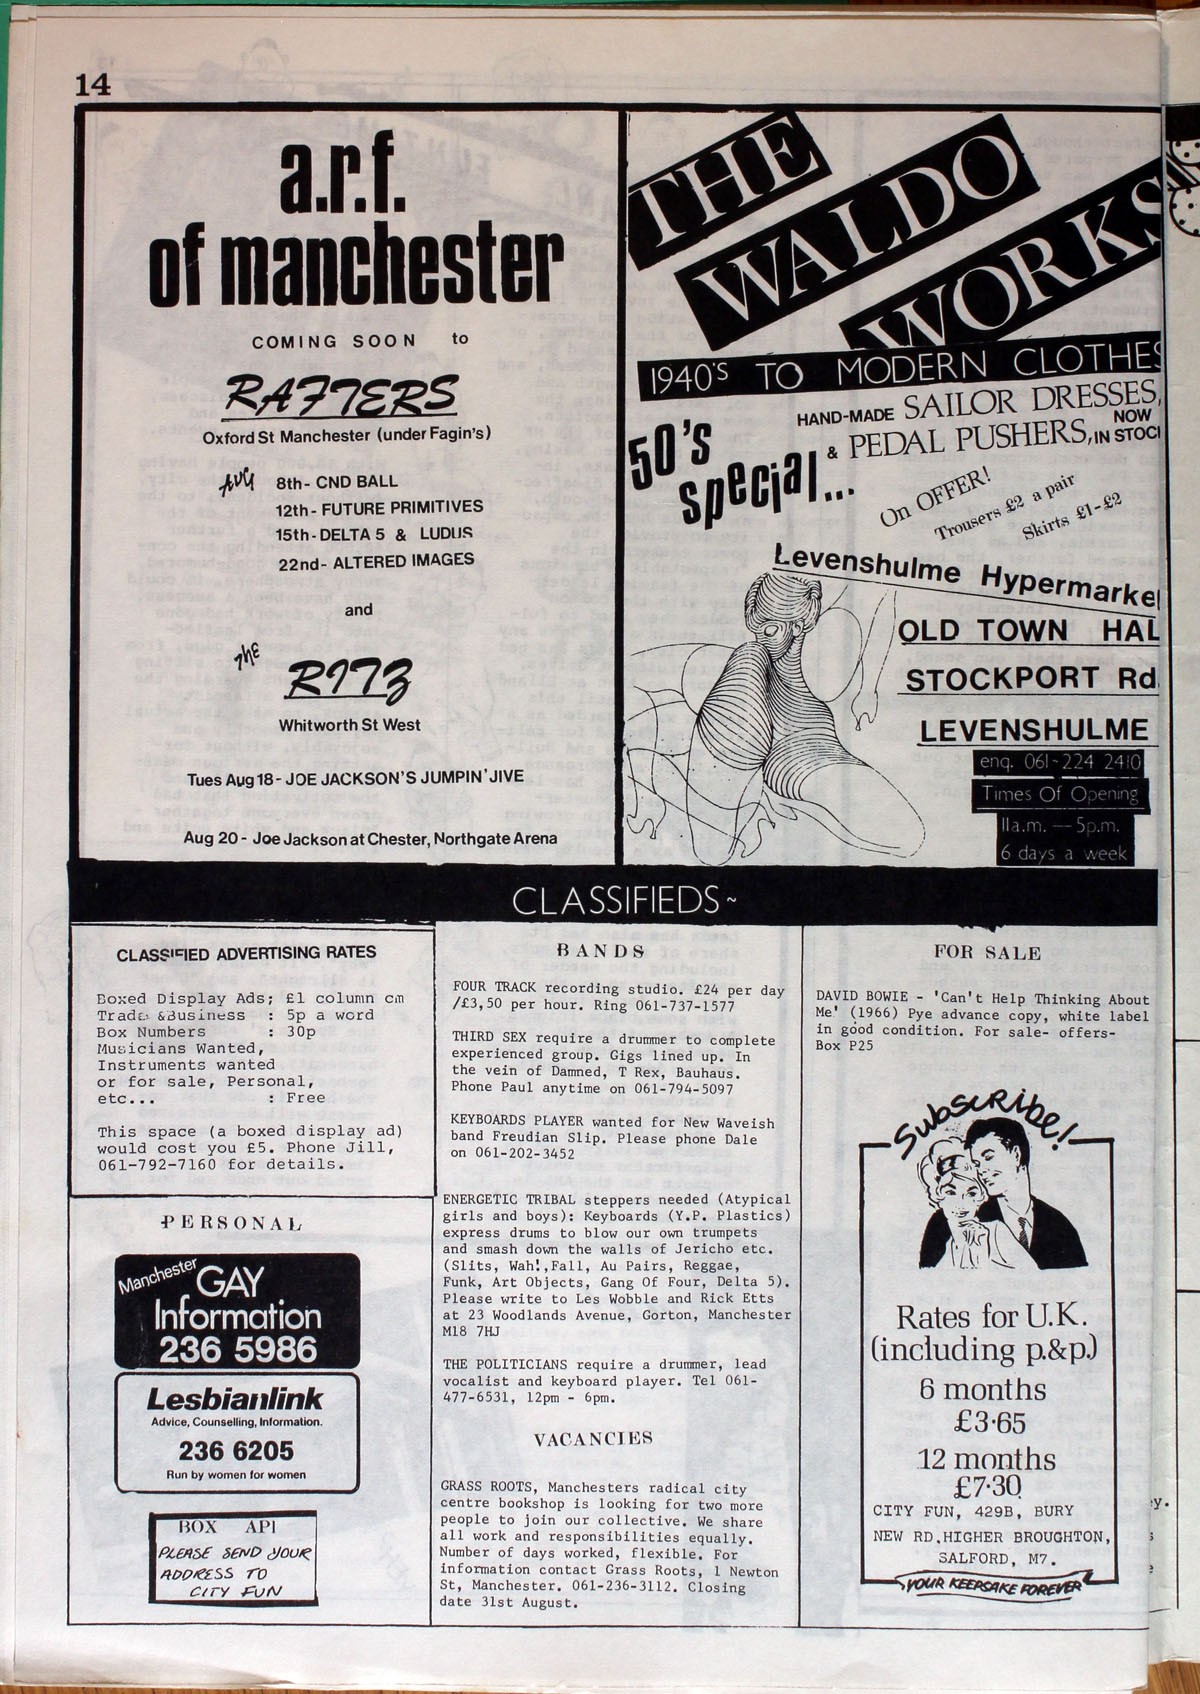 14
a.r.f.
of manchester
COMING SOON to
RAFTERS
Oxford St Manchester (under Fagin's)
AUG
8th- CND BALL
12th- FUTURE PRIMITIVES
15th- DELTA 5 & LUDUS
22nd- ALTERED IMAGES
and
THE
RITZ
Whitworth St West
Tues Aug 18- JOE JACKSON'S JUMPIN' JIVE
Aug 20- Joe Jackson at Chester, Northgate Arena
THE
WALDO
WORKS
1940'S TO MODERN CLOTHES
50's
special...
HAND-MADE SAILOR DRESSES,
& PEDAL PUSHERS, NOW
IN STOC
On OFFER!
Trousers £2 a pair
Skirts £1-£2
Levenshulme Hypermarke
OLD TOWN HAL
STOCKPORT Rd.
LEVENSHULME
enq. 061-224 2410
Times Of Opening
11a.m. — 5p.m.
6 days a week
CLASSIFIEDS~
CLASSIFIED ADVERTISING RATES
Boxed Display Ads; £1 column cm
Trade &Business : 5p a word
Box Numbers : 30p
Musicians Wanted,
Instruments wanted
or for sale, Personal,
etc... : Free
This space (a boxed display ad)
would cost you £5. Phone Jill,
061-792-7160 for details.
PERSONAL
Manchester GAY
Information
236 5986
Lesbianlink
Advice, Counselling, Information.
236 6205
Run by women for women
BOX AP1
PLEASE SEND YOUR
ADDRESS TO
CITY FUN
BANDS
FOUR TRACK recording studio. £24 per day
/£3,50 per hour. Ring 061-737-1577
THIRD SEX require a drummer to complete
experienced group. Gigs lined up. In
the vein of Damned, T Rex, Bauhaus.
Phone Paul anytime on 061-794-5097
KEYBOARDS PLAYER wanted for New Waveish
band Freudian Slip. Please phone Dale
on 061-202-3452
ENERGETIC TRIBAL steppers needed (Atypical
girls and boys): Keyboards (Y.P. Plastics)
express drums to blow our own trumpets
and smash down the walls of Jericho etc.
(Slits, Wah!,Fall, Au Pairs, Reggae,
Funk, Art Objects, Gang Of Four, Delta 5).
Please write to Les Wobble and Rick Etts
at 23 Woodlands Avenue, Gorton, Manchester
M18 7HJ
THE POLITICIANS require a drummer, lead
vocalist and keyboard player. Tel 061-
477-6531, 12pm - 6pm.
VACANCIES
GRASS ROOTS, Manchesters radical city
centre bookshop is looking for two more
people to join our collective. We share
all work and responsibilities equally.
Number of days worked, flexible. For
information contact Grass Roots, 1 Newton
St, Manchester. 061-236-3112. Closing
date 31st August.
FOR SALE
DAVID BOWIE - 'Can't Help Thinking About
Me' (1966) Pye advance copy, white label
in good condition. For sale- offers-
Box P25
Subscribe!
Rates for U.K.
(including p.&p.)
6 months
£3·65
12 months
£7·30
CITY FUN, 429B, BURY
NEW RD,HIGHER BROUGHTON,
SALFORD, M7.
YOUR KEEPSAKE FOREVER